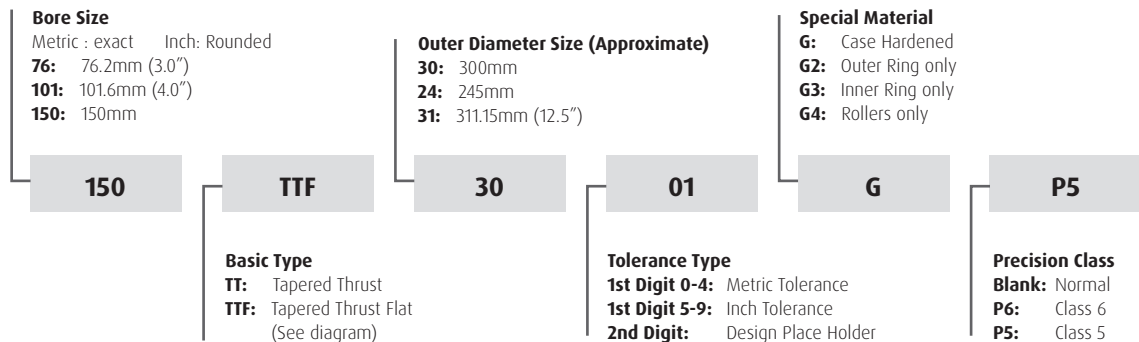 Bore Size
Metric : exact Inch: Rounded
76: 76.2mm (3.0″)
101: 101.6mm (4.0″)
150: 150mm
Outer Diameter Size (Approximate)
30: 300mm
24: 245mm
31: 311.15mm (12.5″)
Special Material
G: Case Hardened
G2: Outer Ring only
G3: Inner Ring only
G4: Rollers only
150 TTF 30 01 G P5
Basic Type
TT: Tapered Thrust
TTF: Tapered Thrust Flat
(See diagram)
Tolerance Type
1st Digit 0-4: Metric Tolerance
1st Digit 5-9: Inch Tolerance
2nd Digit: Design Place Holder
Precision Class
Blank: Normal
P6: Class 6
P5: Class 5